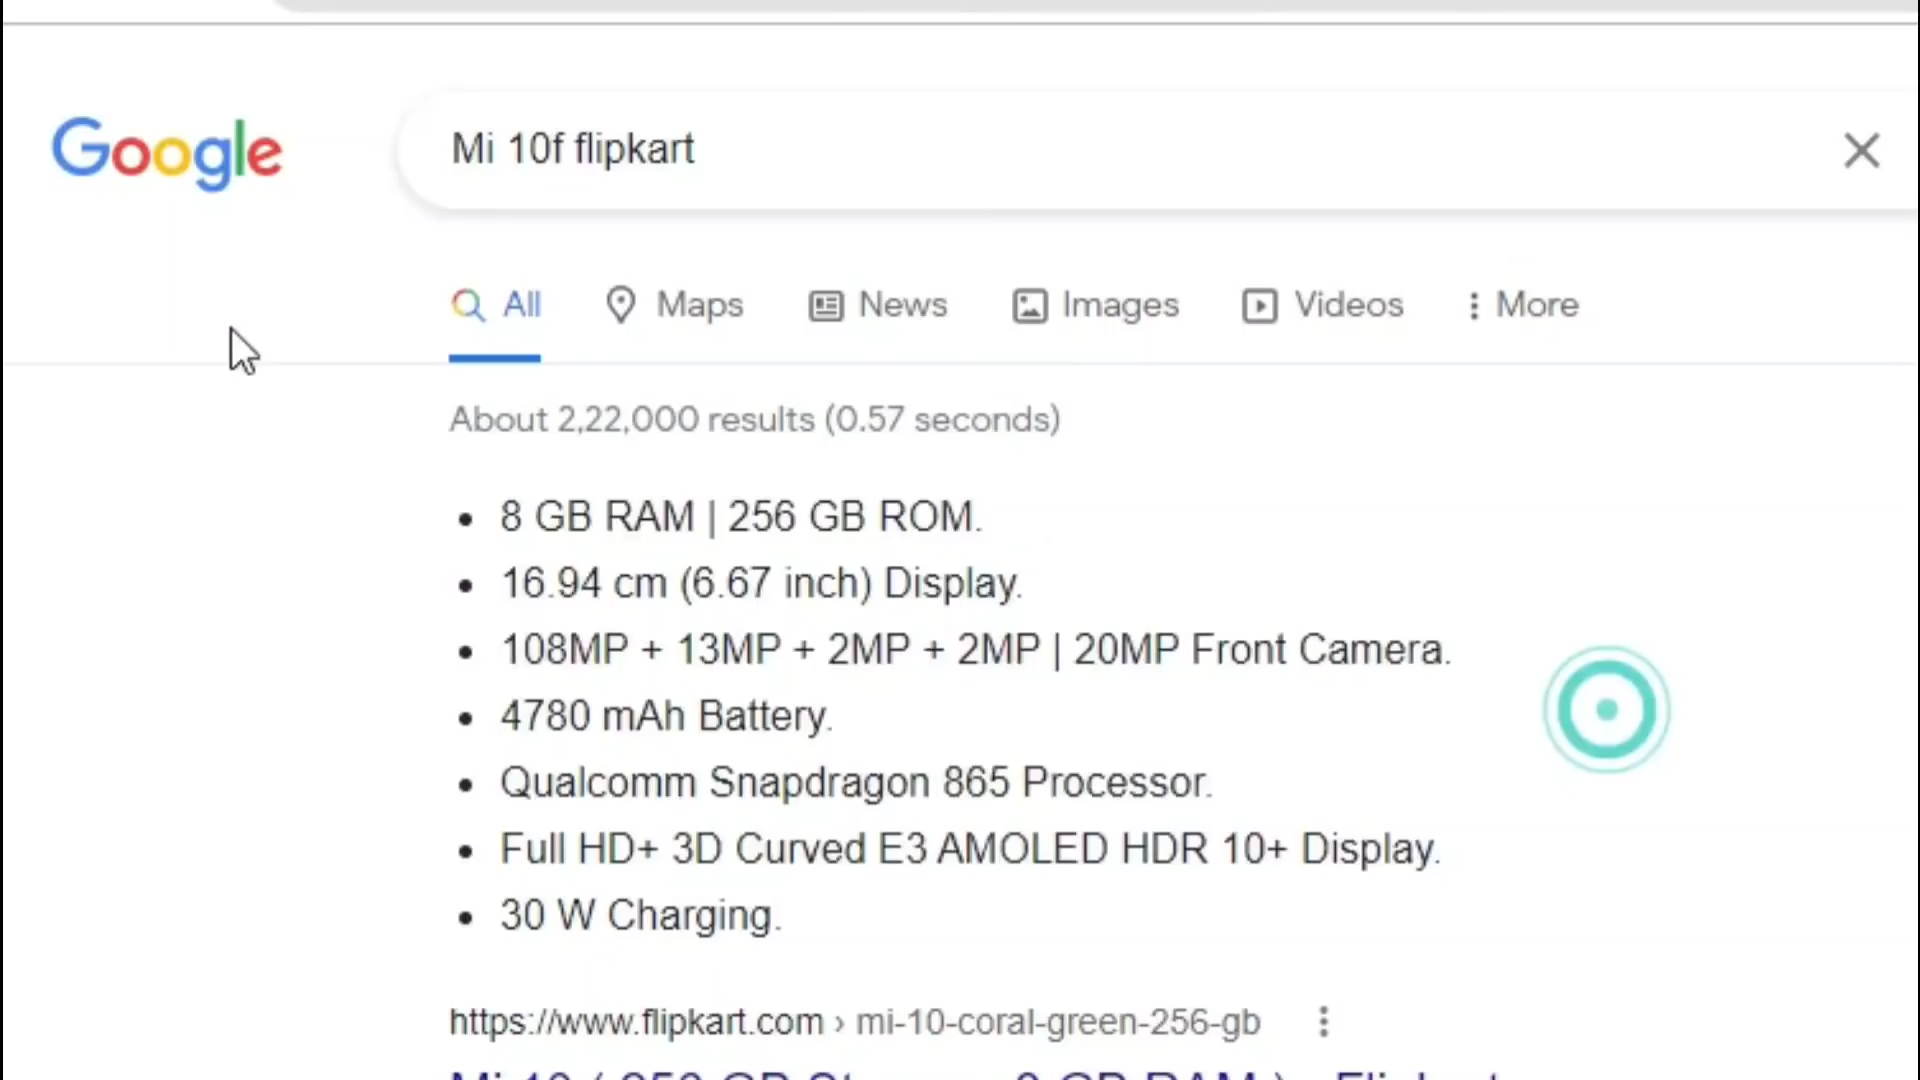 Google
Mi 10f flipkart
All Maps News Images Videos More
About 2,22,000 results (0.57 seconds)
• 8 GB RAM | 256 GB ROM.
• 16.94 cm (6.67 inch) Display.
• 108MP + 13MP + 2MP + 2MP | 20MP Front Camera.
• 4780 mAh Battery.
• Qualcomm Snapdragon 865 Processor.
• Full HD+ 3D Curved E3 AMOLED HDR 10+ Display.
• 30 W Charging.
https://www.flipkart.com › mi-10-coral-green-256-gb